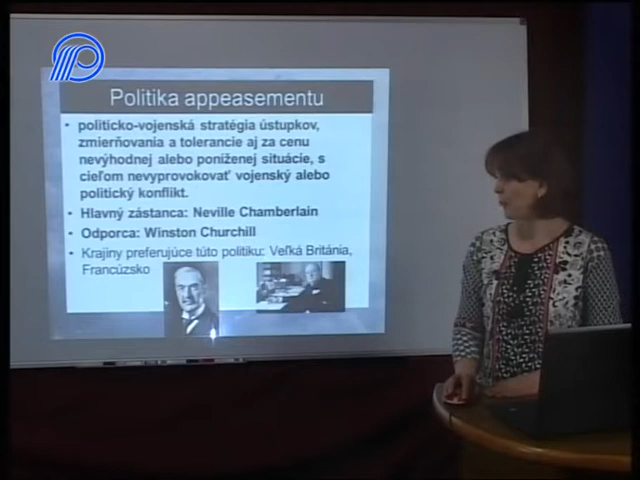 Politika appeasementu
• politicko-vojenská stratégia ústupkov,
zmierňovania a tolerancie aj za cenu
nevýhodnej alebo poníženej situácie, s
cieľom nevyprovokovať vojenský alebo
politický konflikt.
• Hlavný zástanca: Neville Chamberlain
• Odporca: Winston Churchill
• Krajiny preferujúce túto politiku: Veľká Británia,
Francúzsko